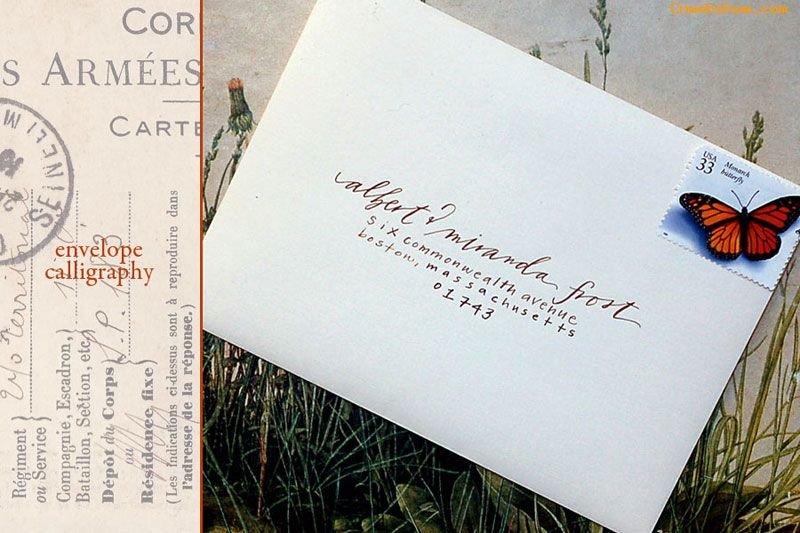 COR
S ARMÉES
CARTE
SEINELIM
envelope
calligraphy
Régiment }
ou Service }
Compagnie, Escadron, }
Bataillon, Section, etc. }
Dépôt du Corps }
ou
Résidence fixe }
(Les indications ci-dessus sont à reproduire dans
l'adresse de la réponse.)
albert & miranda frost
six commonwealth avenue
boston, massachusetts
01743
USA
33
Monarch
butterfly